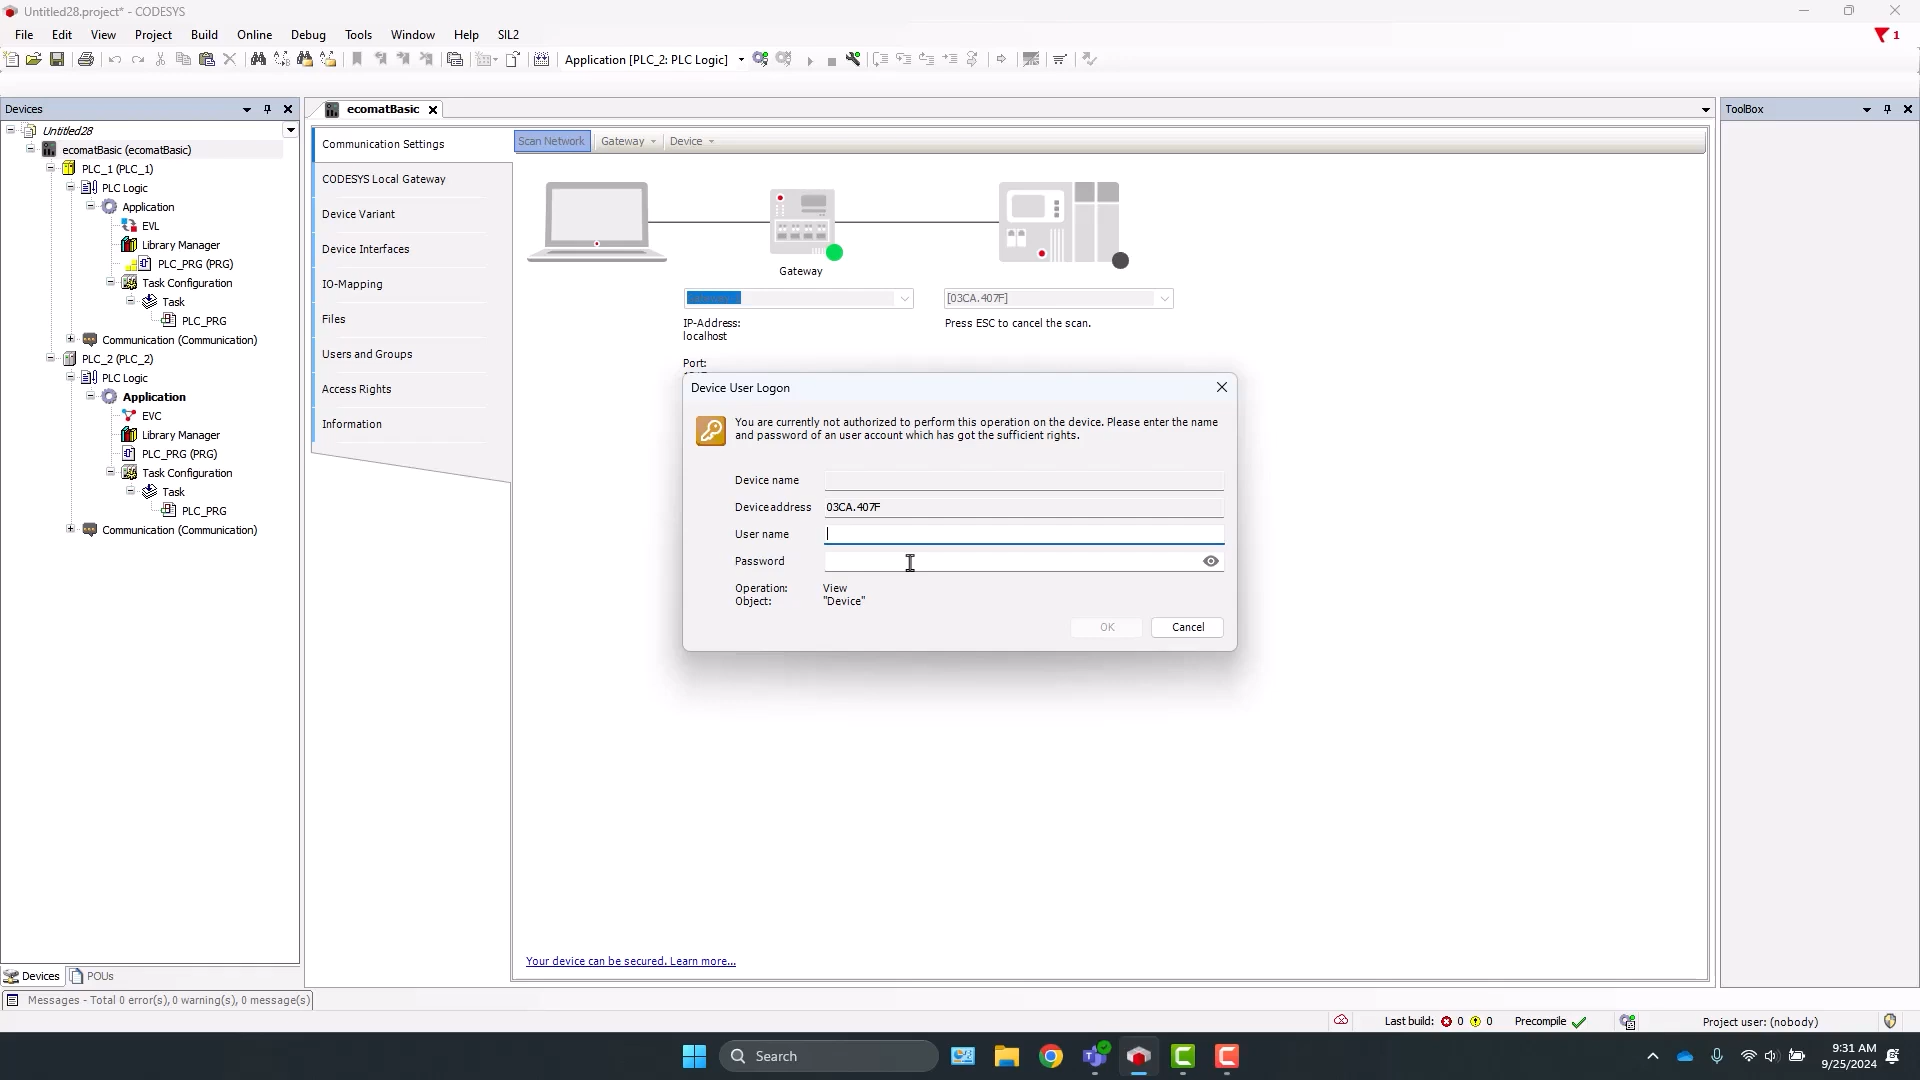 Untitled28.project* - CODESYS
File Edit View Project Build Online Debug Tools Window Help SIL2
1
Application [PLC_2: PLC Logic]
Devices
ecomatBasic
ToolBox
Untitled28
ecomatBasic (ecomatBasic)
PLC_1 (PLC_1)
PLC Logic
Application
EVL
Library Manager
PLC_PRG (PRG)
Task Configuration
Task
PLC_PRG
Communication (Communication)
PLC_2 (PLC_2)
PLC Logic
Application
EVC
Library Manager
PLC_PRG (PRG)
Task Configuration
Task
PLC_PRG
Communication (Communication)
Devices POUs
Communication Settings
CODESYS Local Gateway
Device Variant
Device Interfaces
IO-Mapping
Files
Users and Groups
Access Rights
Information
Scan Network Gateway Device
Gateway
[03CA.407F]
IP-Address:
localhost
Press ESC to cancel the scan.
Port:
Device User Logon
You are currently not authorized to perform this operation on the device. Please enter the name
and password of an user account which has got the sufficient rights.
Device name
Device address 03CA.407F
User name
Password
Operation: View
Object: "Device"
OK Cancel
Your device can be secured. Learn more...
Messages - Total 0 error(s), 0 warning(s), 0 message(s)
Last build: 0 0 Precompile Project user: (nobody)
Search
9:31 AM
9/25/2024